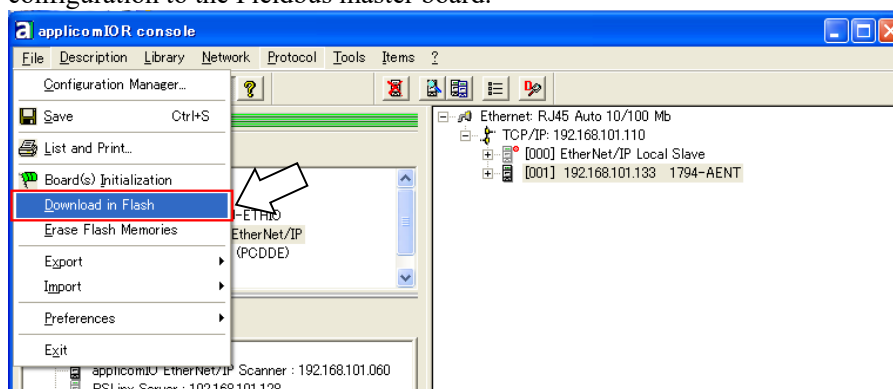 configuration to the Fieldbus master board.
applicomIOR console
File Description Library Network Protocol Tools Items ?
Configuration Manager...
Save Ctrl+S
List and Print...
Board(s) Initialization
Download in Flash
Erase Flash Memories
Export
Import
Preferences
Exit
-ETHIO
EtherNet/IP
(PCDDE)
applicomIO EtherNet/IP Scanner : 192.168.101.060
RSLinx Server : 192.168.101.128
Ethernet: RJ45 Auto 10/100 Mb
TCP/IP: 192.168.101.110
[000] EtherNet/IP Local Slave
[001] 192.168.101.133 1794-AENT